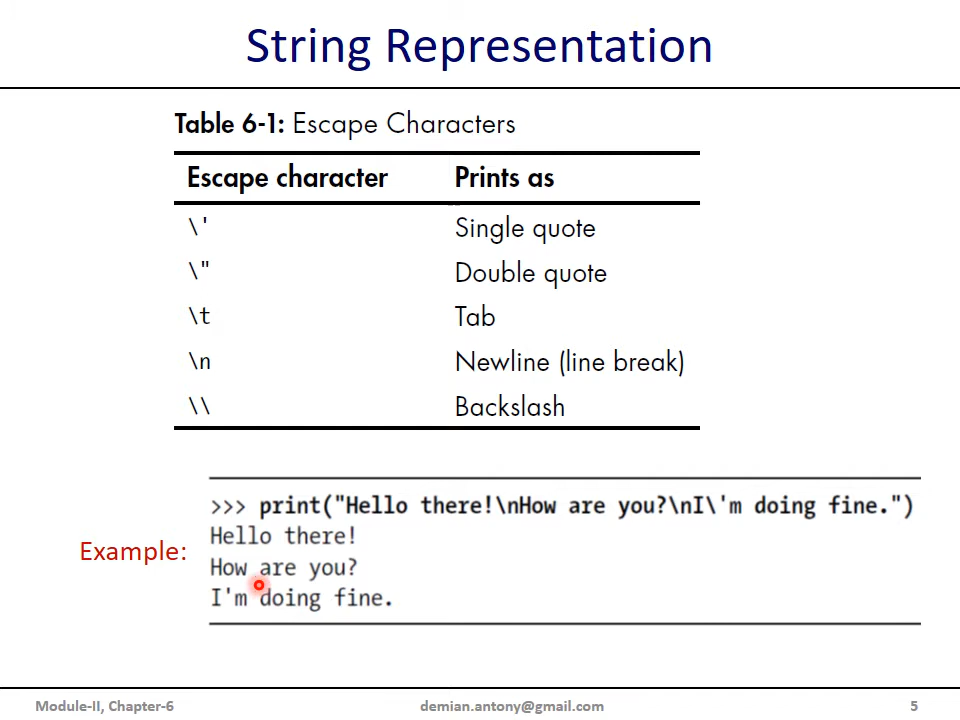 String Representation
Table 6-1: Escape Characters
Escape character Prints as
\' Single quote
\" Double quote
\t Tab
\n Newline (line break)
\\ Backslash
>>> print("Hello there!\nHow are you?\nI\'m doing fine.")
Hello there!
Example:
How are you?
I'm doing fine.
Module-II, Chapter-6 demian.antony@gmail.com 5